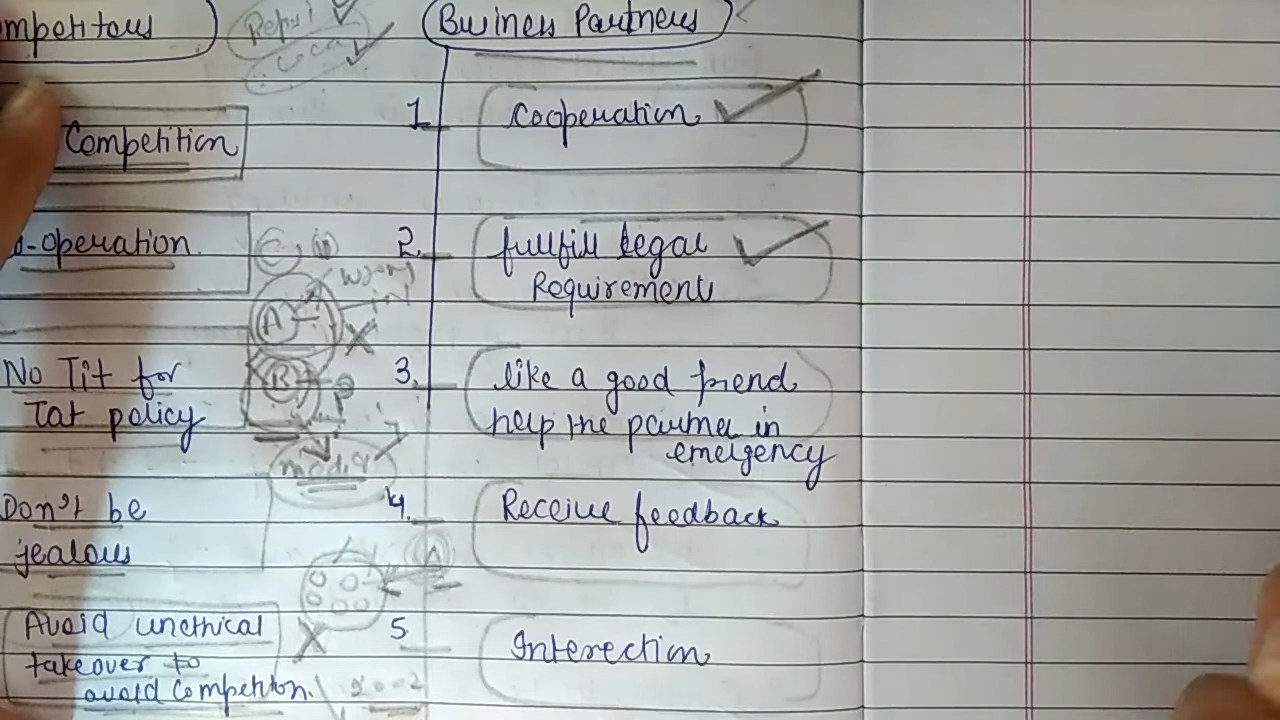 mpetitors
Competition
-operation
No Tit for
Tat policy
Don't be
jealous
Avoid unethical
takeover to
avoid competition.
Business Partners
1. Cooperation
2. fullfill legal
Requirement
3. like a good friend
help the partner in
emergency
4. Receive feedback
5. Interection